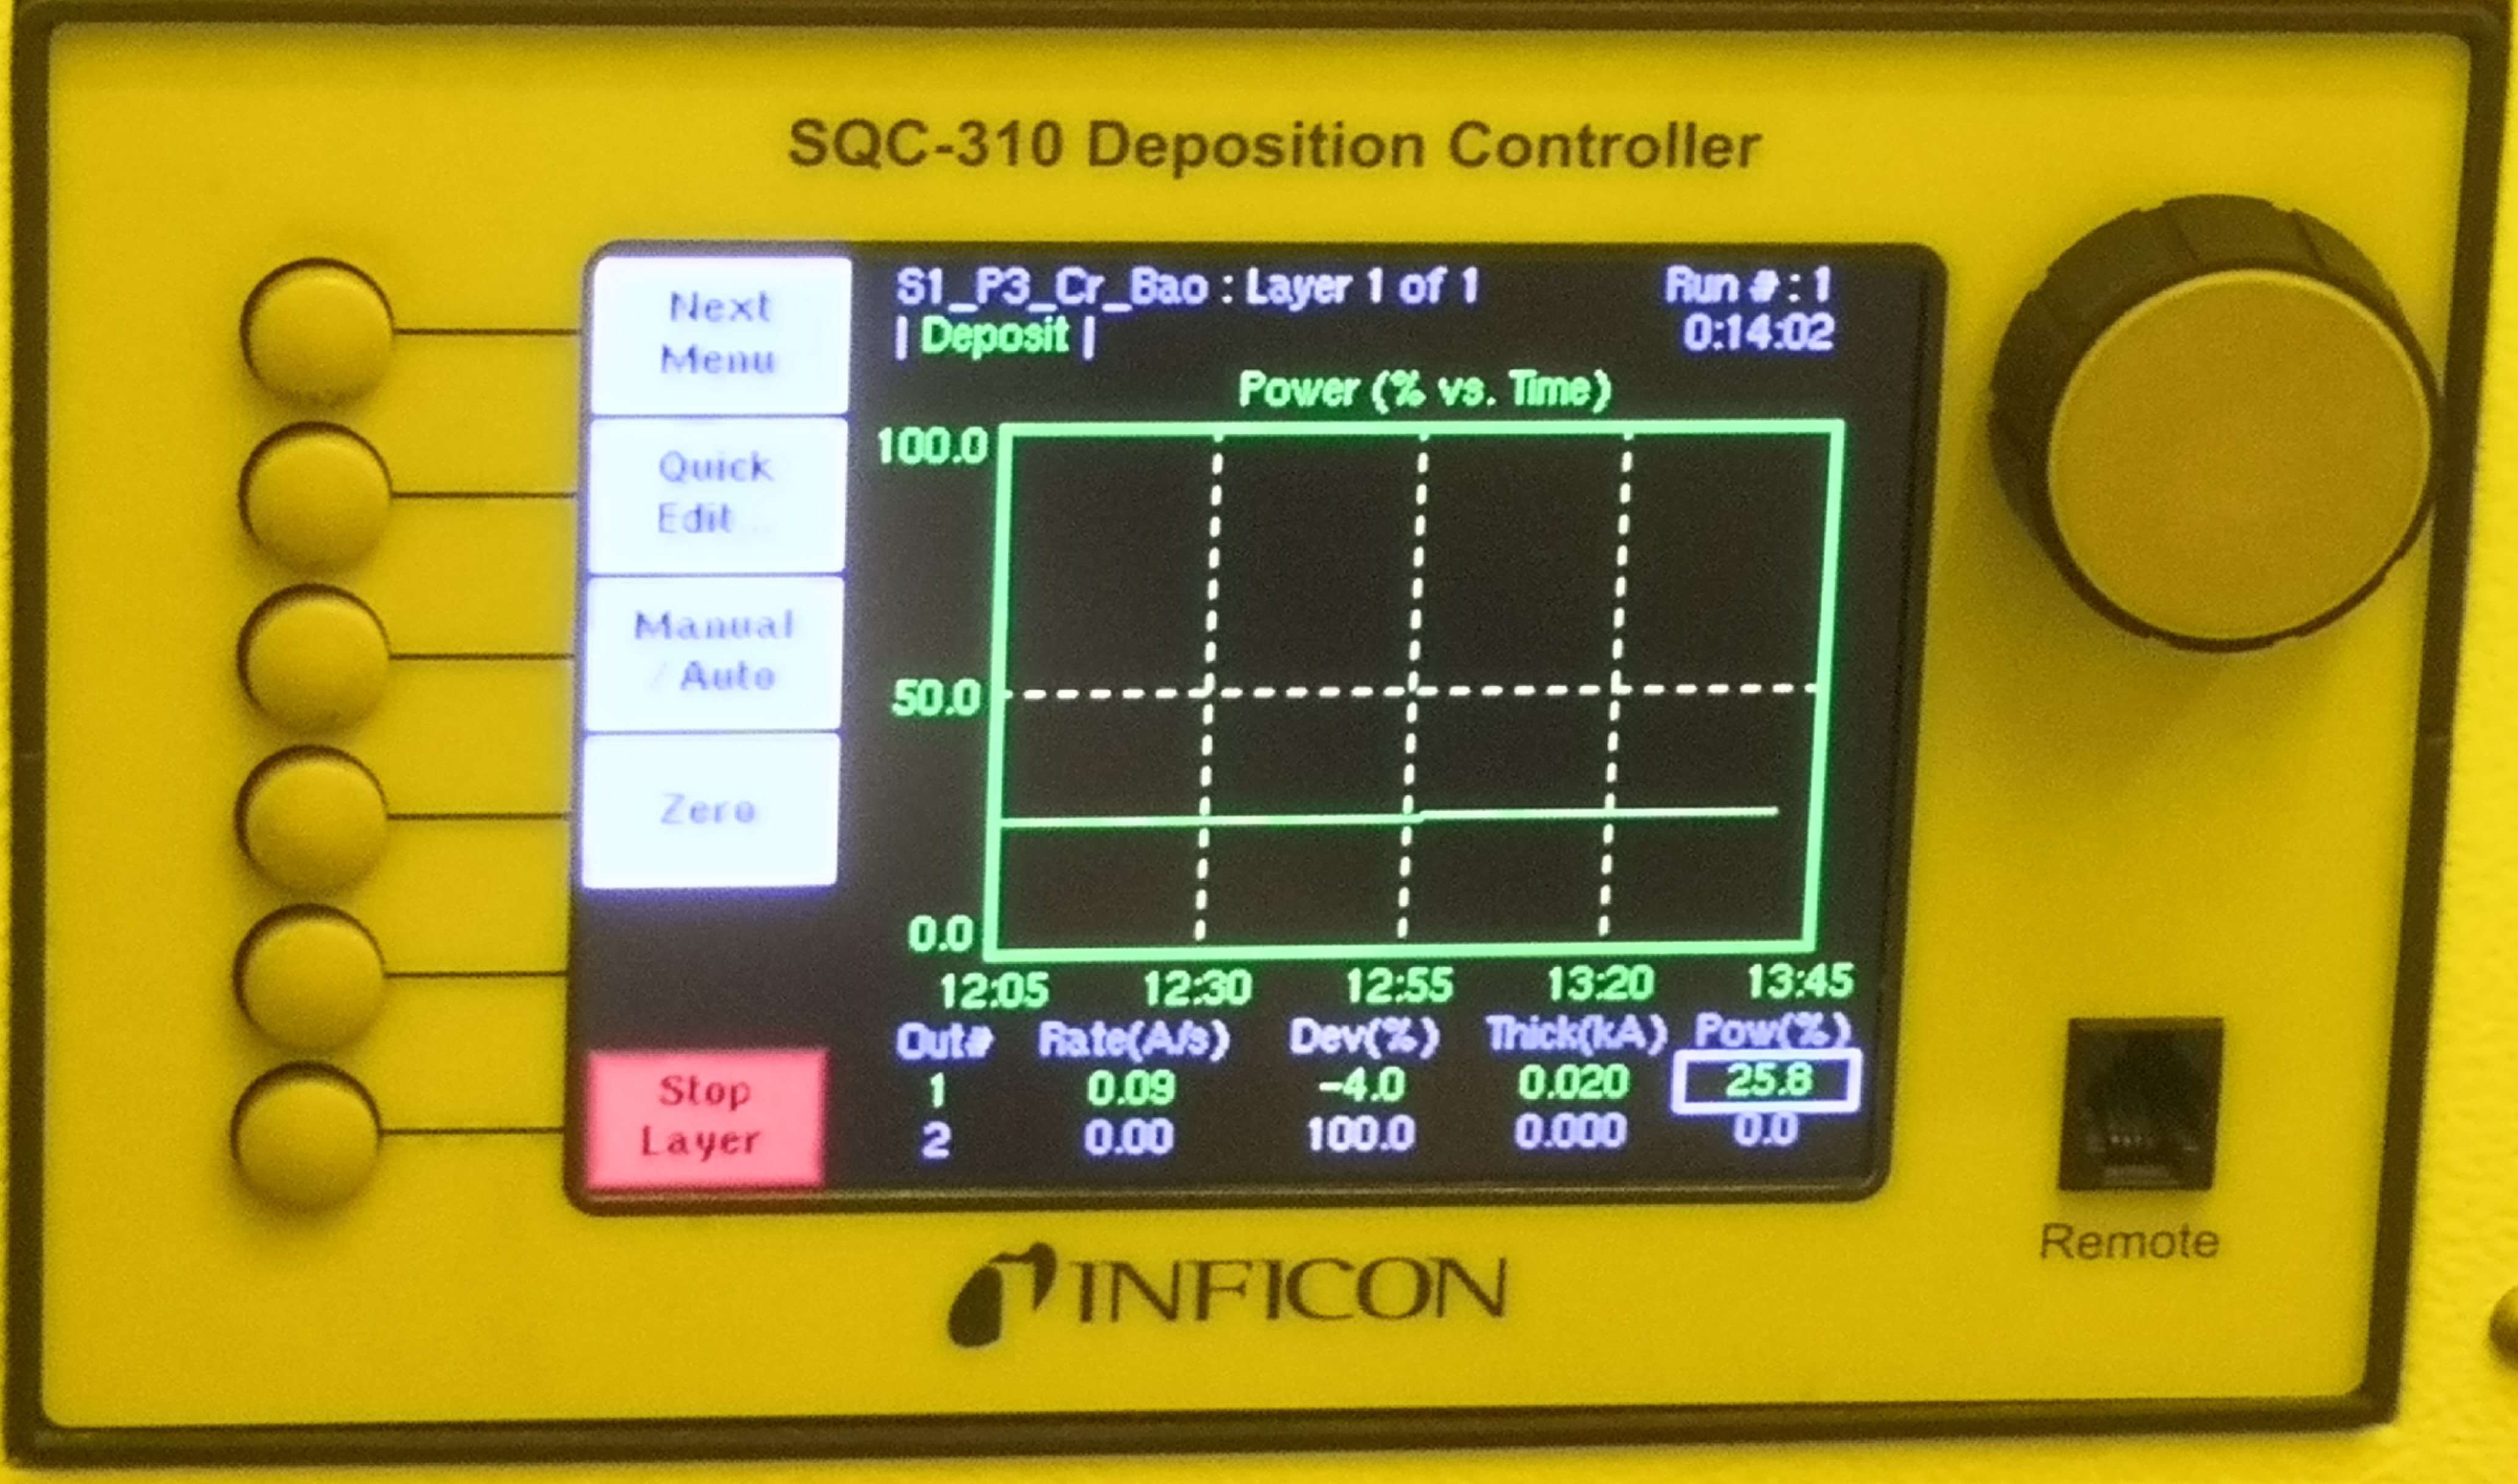 SQC-310 Deposition Controller
Next
Menu
Quick
Edit...
Manual
/ Auto
Zero
Stop
Layer
S1_P3_Cr_Bao : Layer 1 of 1
Run # : 1
| Deposit |
0:14:02
Power (% vs. Time)
100.0
50.0
0.0
12:05 12:30 12:55 13:20 13:45
Out# Rate(A/s) Dev(%) Thick(kA) Pow(%)
1 0.09 -4.0 0.020 25.8
2 0.00 100.0 0.000 0.0
Remote
INFICON